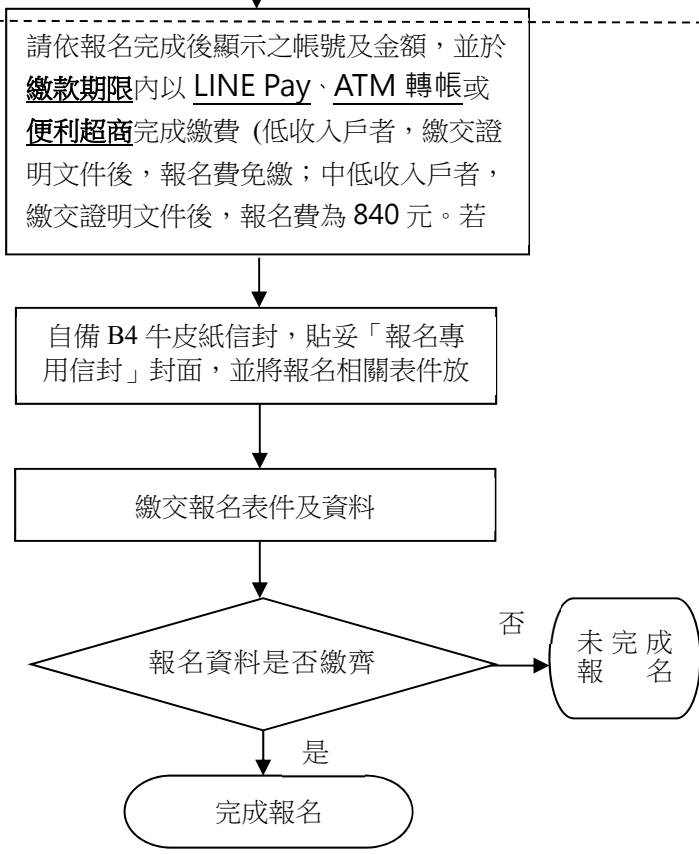 請依報名完成後顯示之帳號及金額，並於
繳款期限內以 LINE Pay、ATM 轉帳或
便利超商完成繳費 (低收入戶者，繳交證
明文件後，報名費免繳；中低收入戶者，
繳交證明文件後，報名費為 840 元。若
自備 B4 牛皮紙信封，貼妥「報名專
用信封」封面，並將報名相關表件放
繳交報名表件及資料
報名資料是否繳齊
否
未完成
報名
是
完成報名